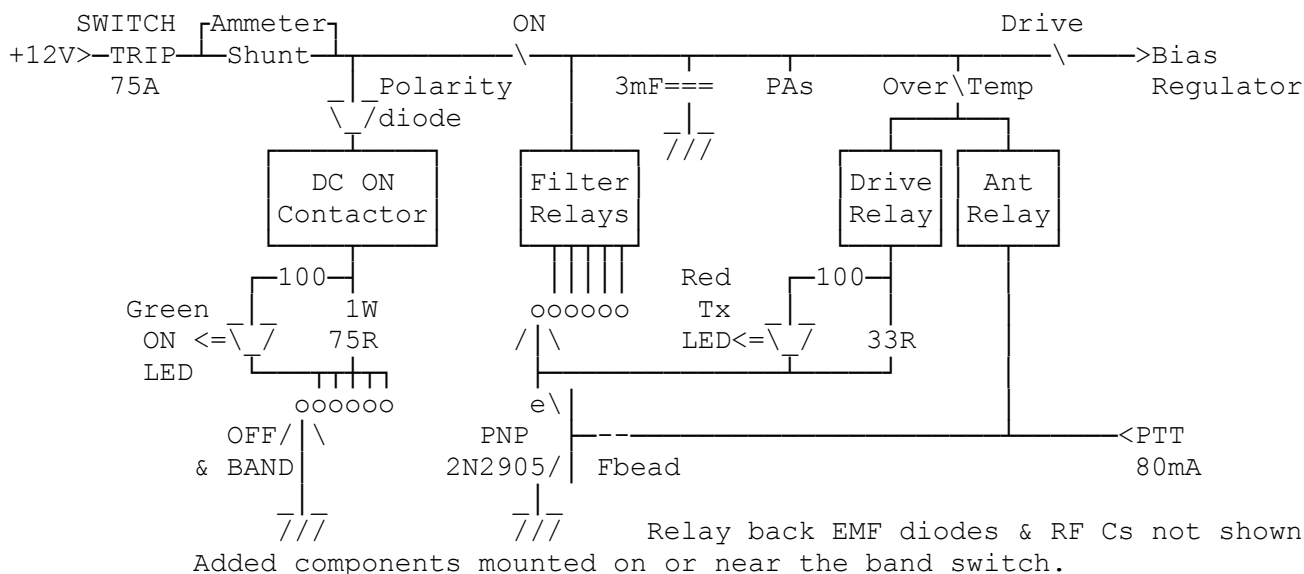 SWITCH Ammeter ON Drive
+12V> TRIP Shunt \ \ >Bias
75A Polarity 3mF=== PAs Over\Temp Regulator
diode
DC ON Filter Drive Ant
Contactor Relays Relay Relay
100 Red 100
Green 1W oooooo Tx
ON <= 75R / \ LED<= 33R
LED
oooooo e\
OFF/ \ PNP -- <PTT
& BAND 2N2905/ Fbead 80mA
/// /// Relay back EMF diodes & RF Cs not shown
Added components mounted on or near the band switch.